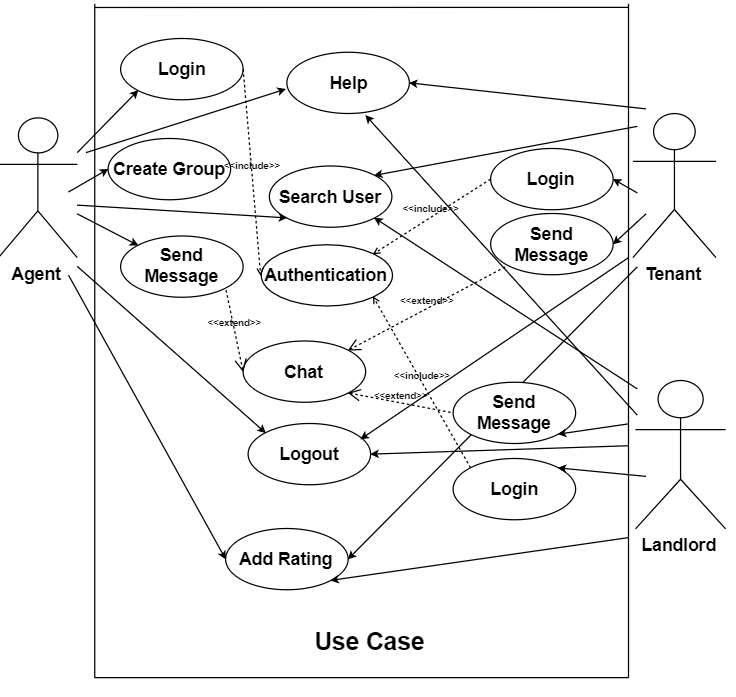 Login
Help
Create Group
<<include>>
Login
Search User
<<include>>
Send
Message
Send
Message
Agent
Authentication
Tenant
<<extend>>
<<extend>>
Chat
<<include>>
<<extend>>
Send
Message
Logout
Login
Landlord
Add Rating
Use Case